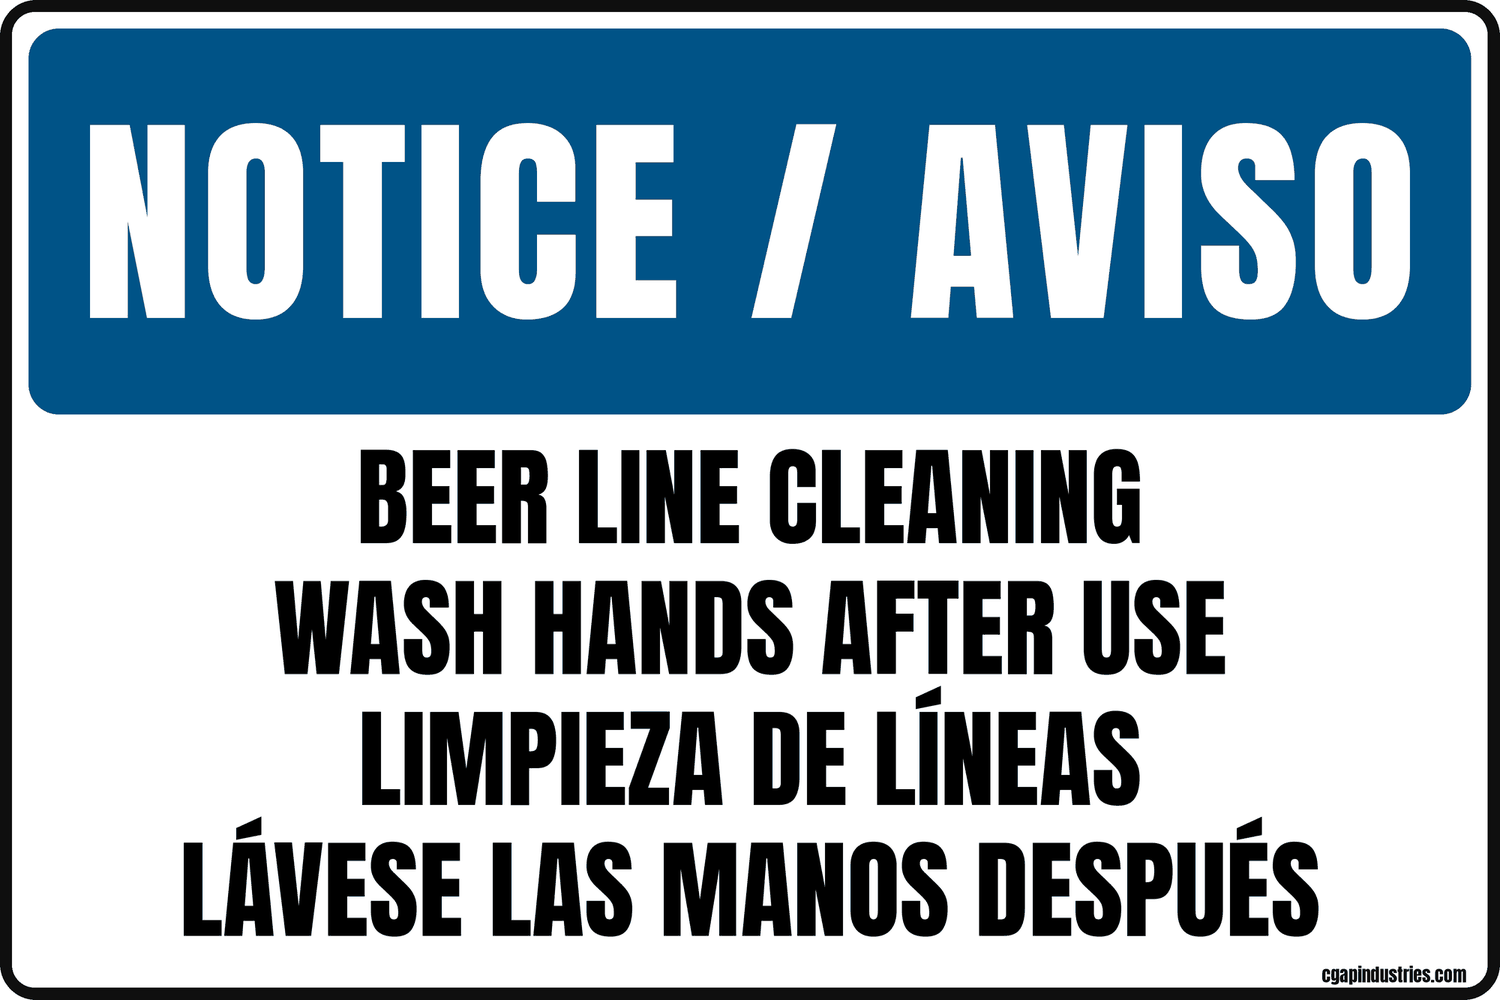 NOTICE / AVISO
BEER LINE CLEANING
WASH HANDS AFTER USE
LIMPIEZA DE LÍNEAS
LÁVESE LAS MANOS DESPUÉS
cgapindustries.com